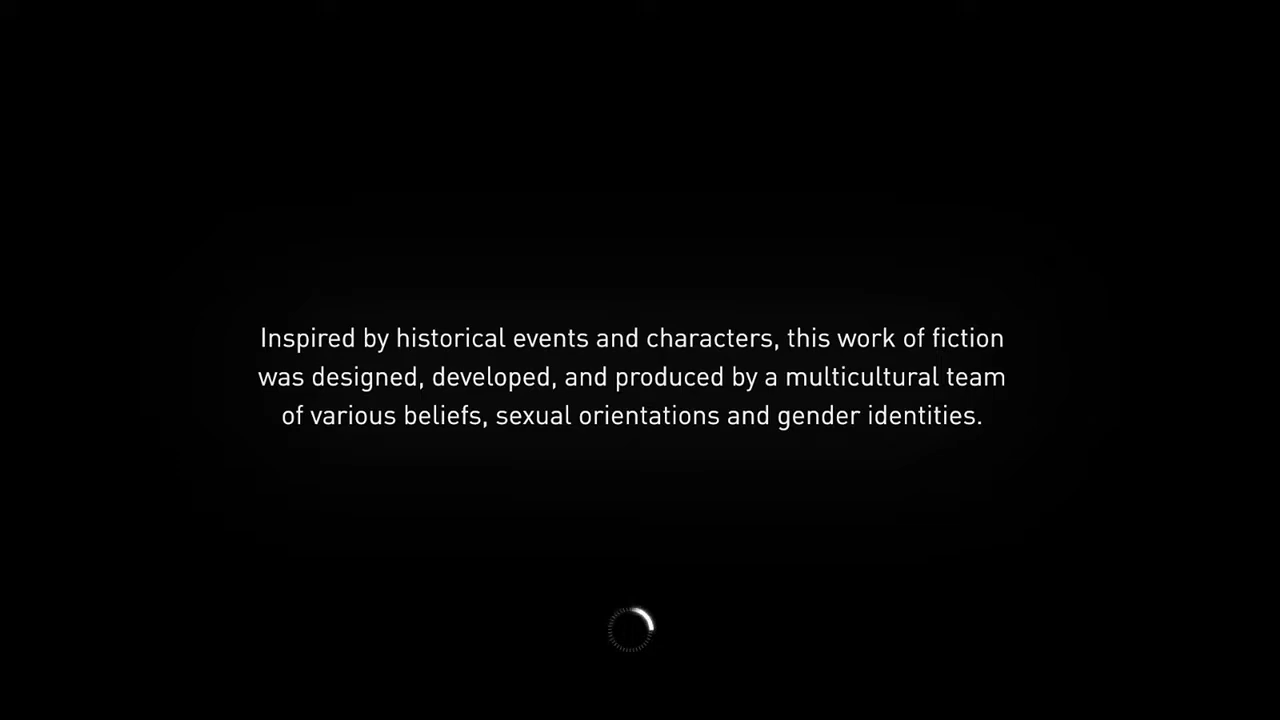 Inspired by historical events and characters, this work of fiction
was designed, developed, and produced by a multicultural team
of various beliefs, sexual orientations and gender identities.